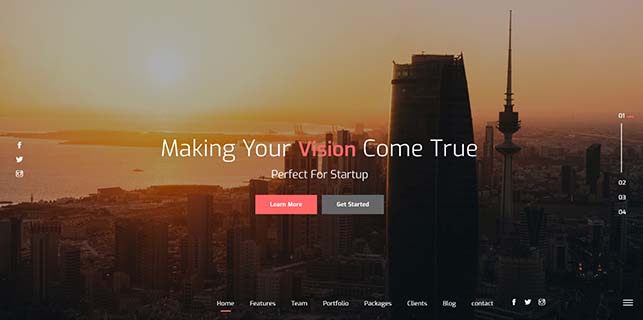 Making Your Vision Come True
Perfect For Startup
Learn More
Get Started
01
02
03
04
Home Features Team Portfolio Packages Clients Blog contact